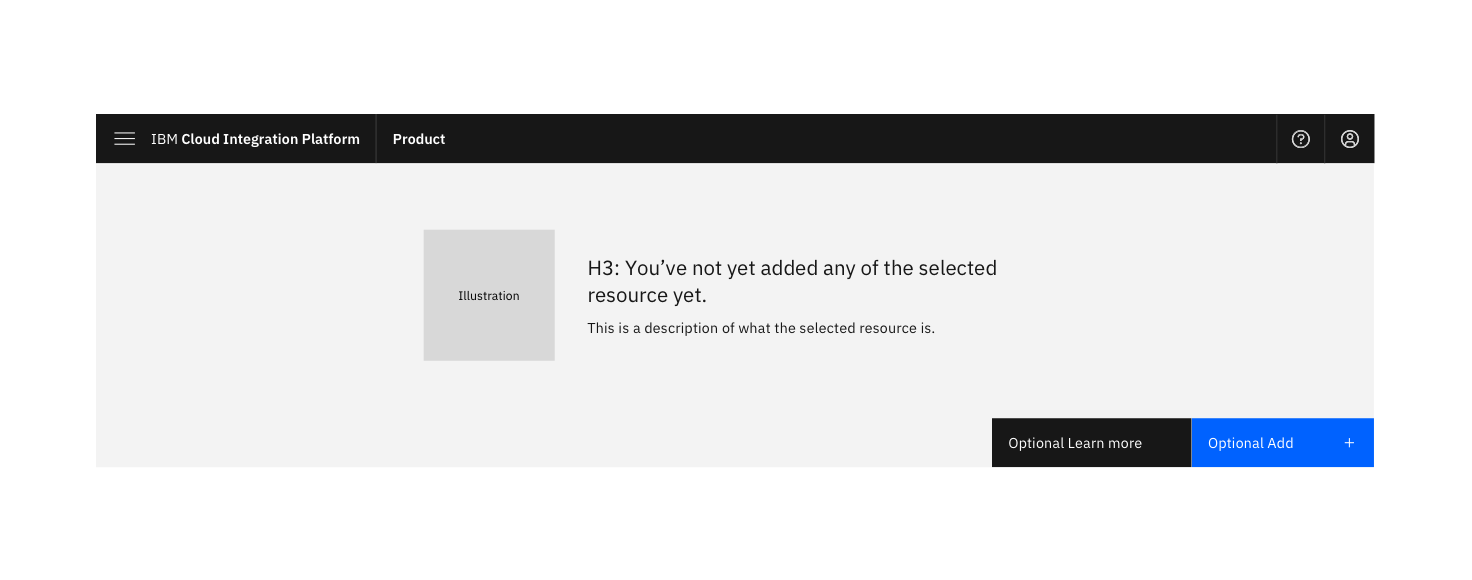 IBM Cloud Integration Platform
Product
Illustration
H3: You’ve not yet added any of the selected
resource yet.
This is a description of what the selected resource is.
Optional Learn more
Optional Add +